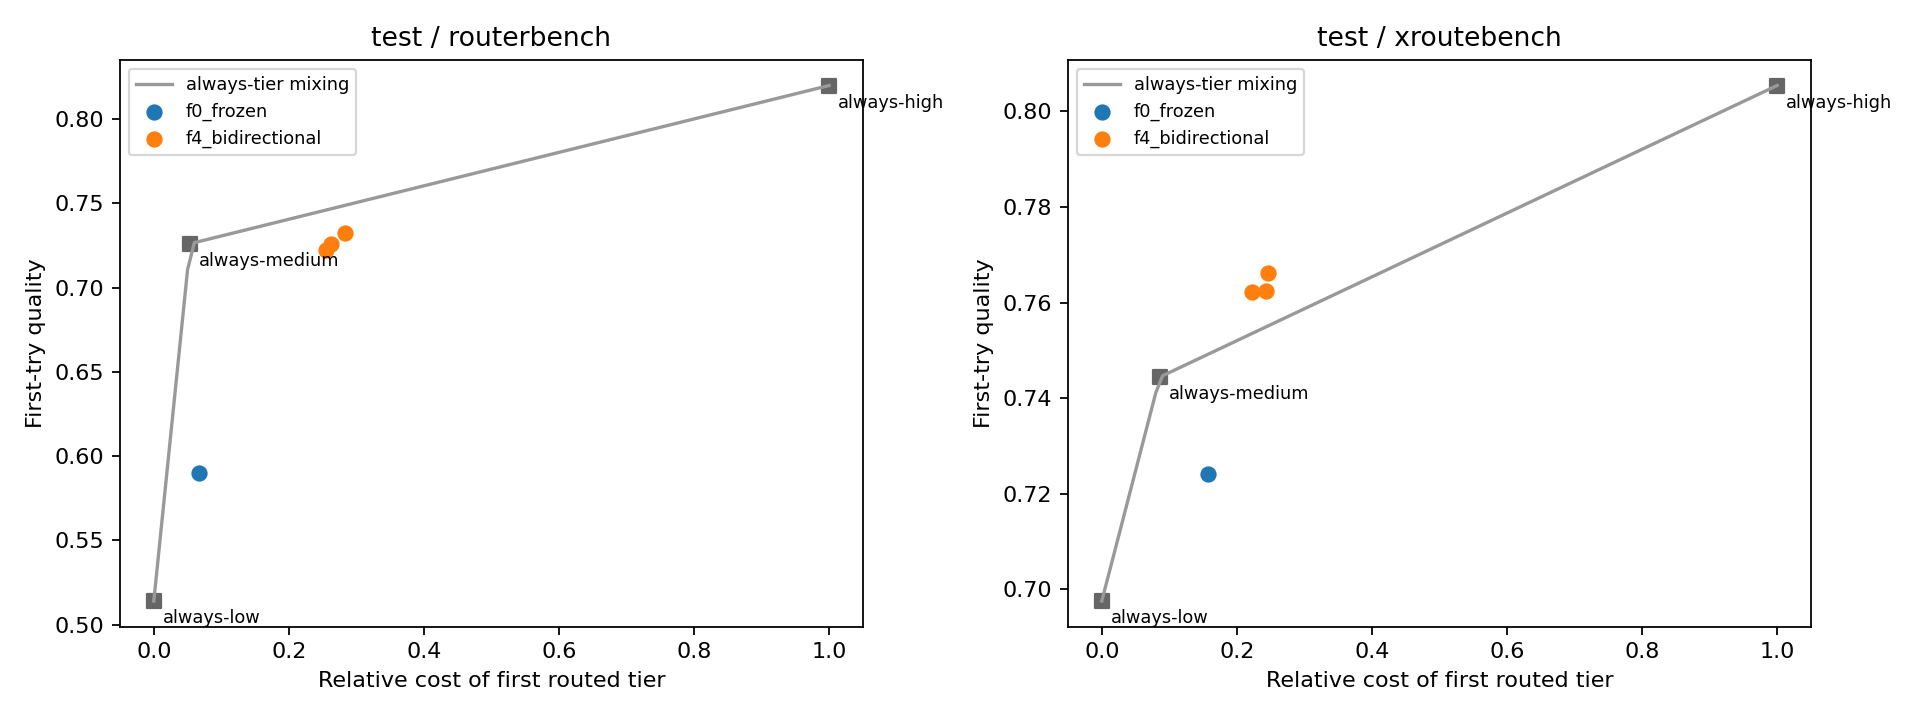 test / routerbench
always-tier mixing
f0_frozen
f4_bidirectional
always-high
always-medium
always-low
0.80
0.75
0.70
0.65
0.60
0.55
0.50
First-try quality
0.0 0.2 0.4 0.6 0.8 1.0
Relative cost of first routed tier
test / xroutebench
always-tier mixing
f0_frozen
f4_bidirectional
always-high
always-medium
always-low
0.80
0.78
0.76
0.74
0.72
0.70
First-try quality
0.0 0.2 0.4 0.6 0.8 1.0
Relative cost of first routed tier